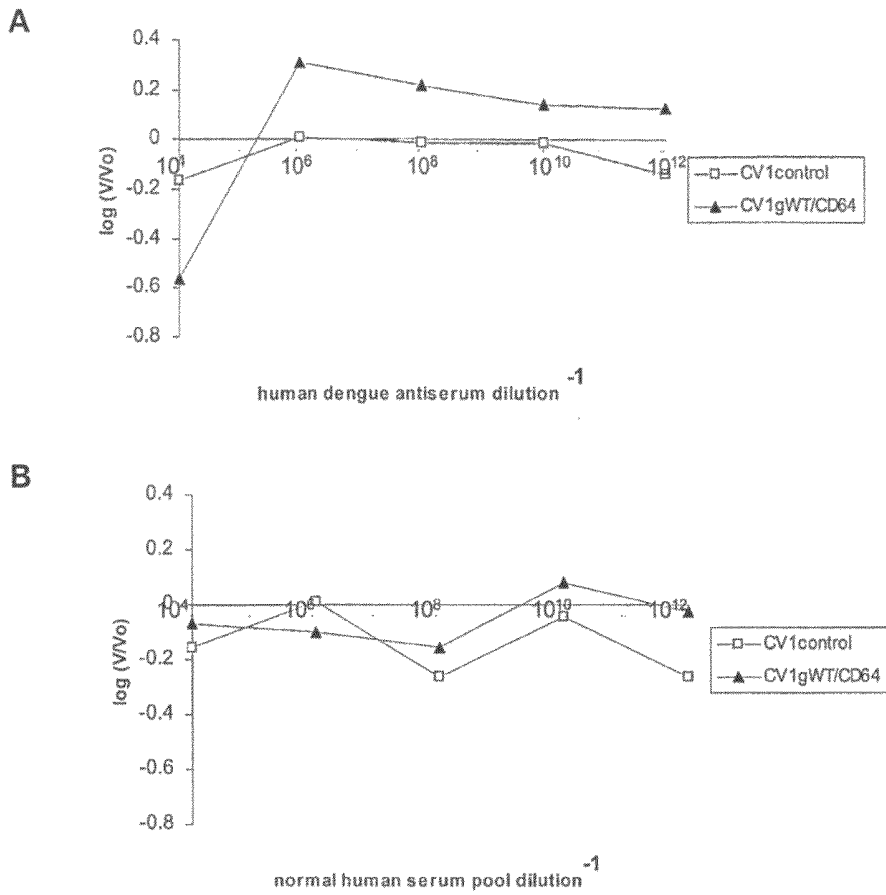 A
0.4
0.2
0
-0.2
-0.4
-0.6
-0.8
log (V/Vo)
10⁴
10⁶
10⁸
10¹⁰
10¹²
CV1control
CV1gWT/CD64
human dengue antiserum dilution⁻¹
B
0.4
0.2
0
-0.2
-0.4
-0.6
-0.8
log (V/Vo)
10⁴
10⁶
10⁸
10¹⁰
10¹²
CV1control
CV1gWT/CD64
normal human serum pool dilution⁻¹